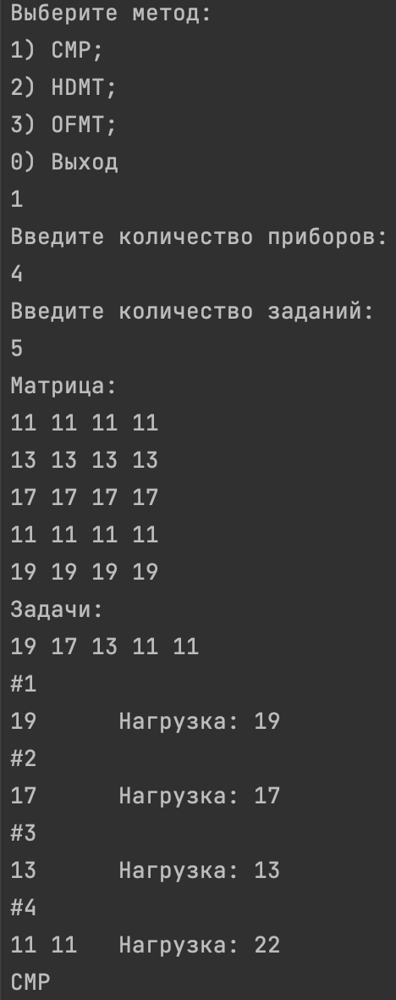 Выберите метод:
1) CMP;
2) HDMT;
3) OFMT;
0) Выход
1
Введите количество приборов:
4
Введите количество заданий:
5
Матрица:
11 11 11 11
13 13 13 13
17 17 17 17
11 11 11 11
19 19 19 19
Задачи:
19 17 13 11 11
#1
19      Нагрузка: 19
#2
17      Нагрузка: 17
#3
13      Нагрузка: 13
#4
11 11   Нагрузка: 22
CMP